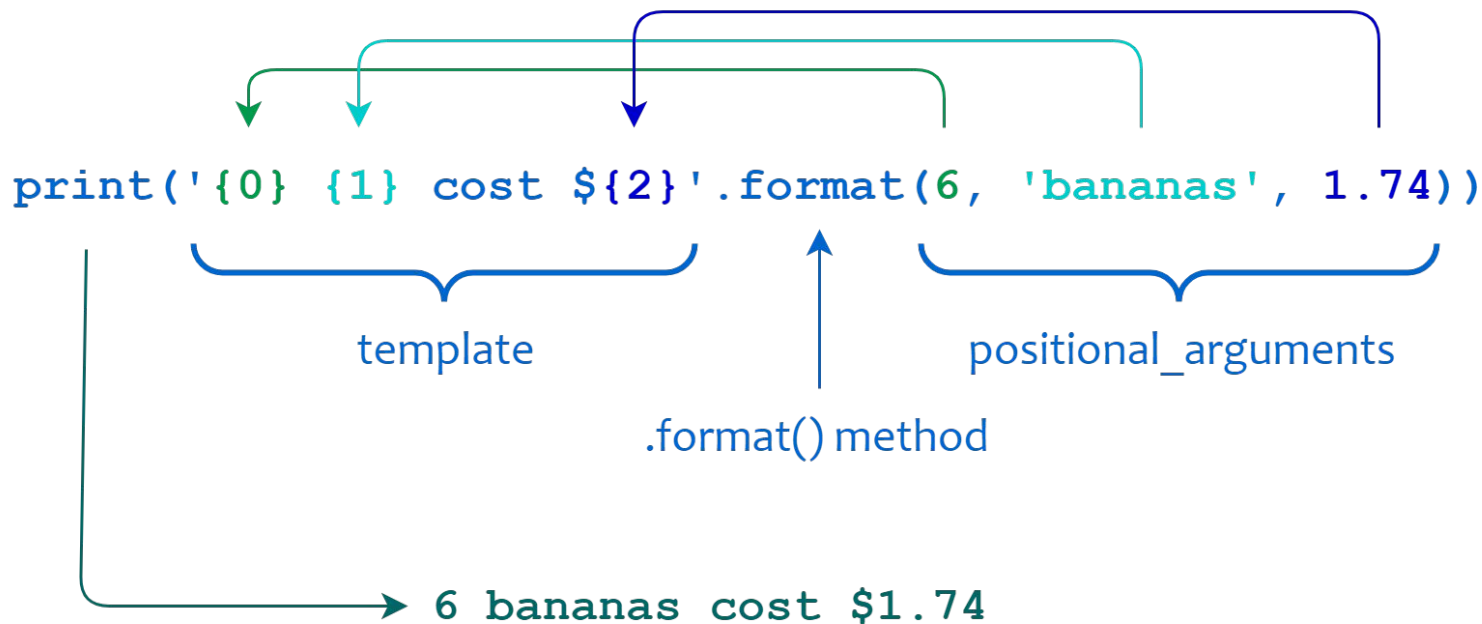 print('{0} {1} cost ${2}'.format(6, 'bananas', 1.74))
template
positional_arguments
.format() method
6 bananas cost $1.74